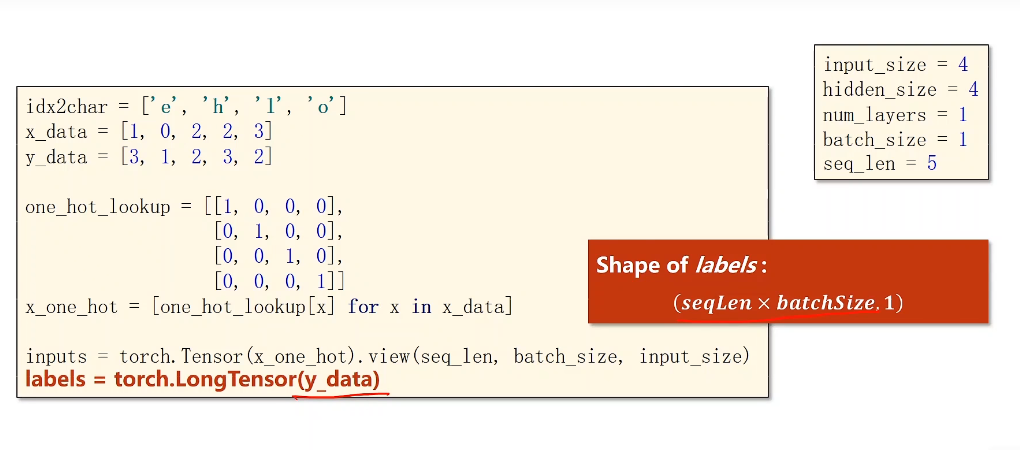 input_size = 4
hidden_size = 4
num_layers = 1
batch_size = 1
seq_len = 5
idx2char = ['e', 'h', 'l', 'o']
x_data = [1, 0, 2, 2, 3]
y_data = [3, 1, 2, 3, 2]
one_hot_lookup = [[1, 0, 0, 0],
[0, 1, 0, 0],
[0, 0, 1, 0],
[0, 0, 0, 1]]
x_one_hot = [one_hot_lookup[x] for x in x_data]
inputs = torch.Tensor(x_one_hot).view(seq_len, batch_size, input_size)
labels = torch.LongTensor(y_data)
Shape of labels:
(seqLen × batchSize, 1)